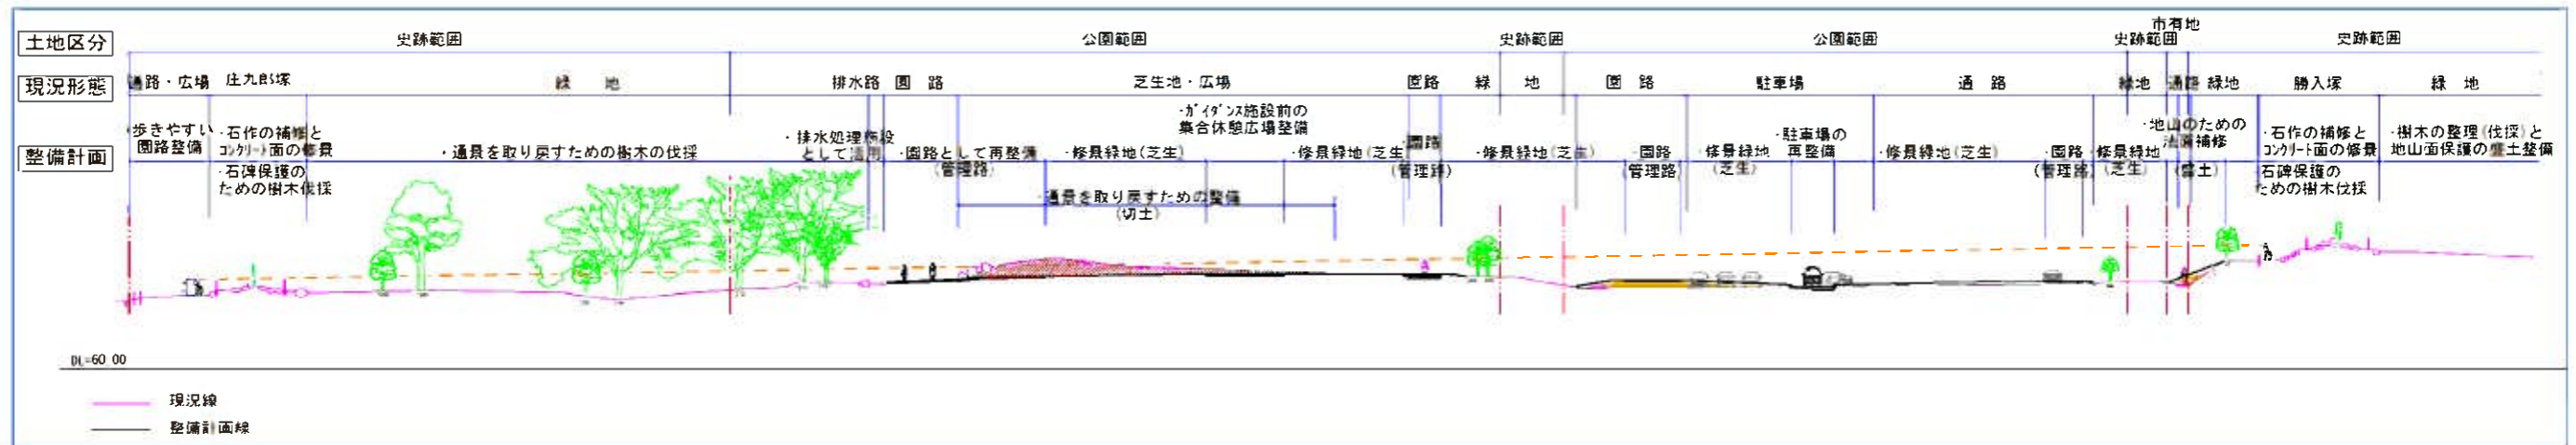 市有地
土地区分 史跡範囲 公園範囲 史跡範囲 公園範囲 史跡範囲 史跡範囲
現況形態 通路・広場 庄九郎塚 緑 地 排水路 園 路 芝生地・広場 園路 緑 地 園 路 駐車場 通 路 緑地 通路 緑地 勝入塚 緑 地
整備計画
・歩きやすい
園路整備
・石作の補修と
コンクリート面の修景
・石碑保護の
ための樹木伐採
・通景を取り戻すための樹木の伐採
・排水処理施設
として活用
・園路として再整備
(管理路)
・修景緑地(芝生)
・通景を取り戻すための整備
(切土)
・ガイダンス施設前の
集合休憩広場整備
・修景緑地(芝生
・園路
(管理路)
・修景緑地(芝生)
・園路
(管理路)
・修景緑地
(芝生)
・駐車場の
再整備
・修景緑地(芝生)
・園路
(管理路)
・修景緑地
(芝生)
・地山のための
法面補修
(盛土)
・石作の補修と
コンクリート面の修景
・石碑保護の
ための樹木伐採
・樹木の整理(伐採)と
地山面保護の盛土整備
DL=60 00
現況線
整備計画線